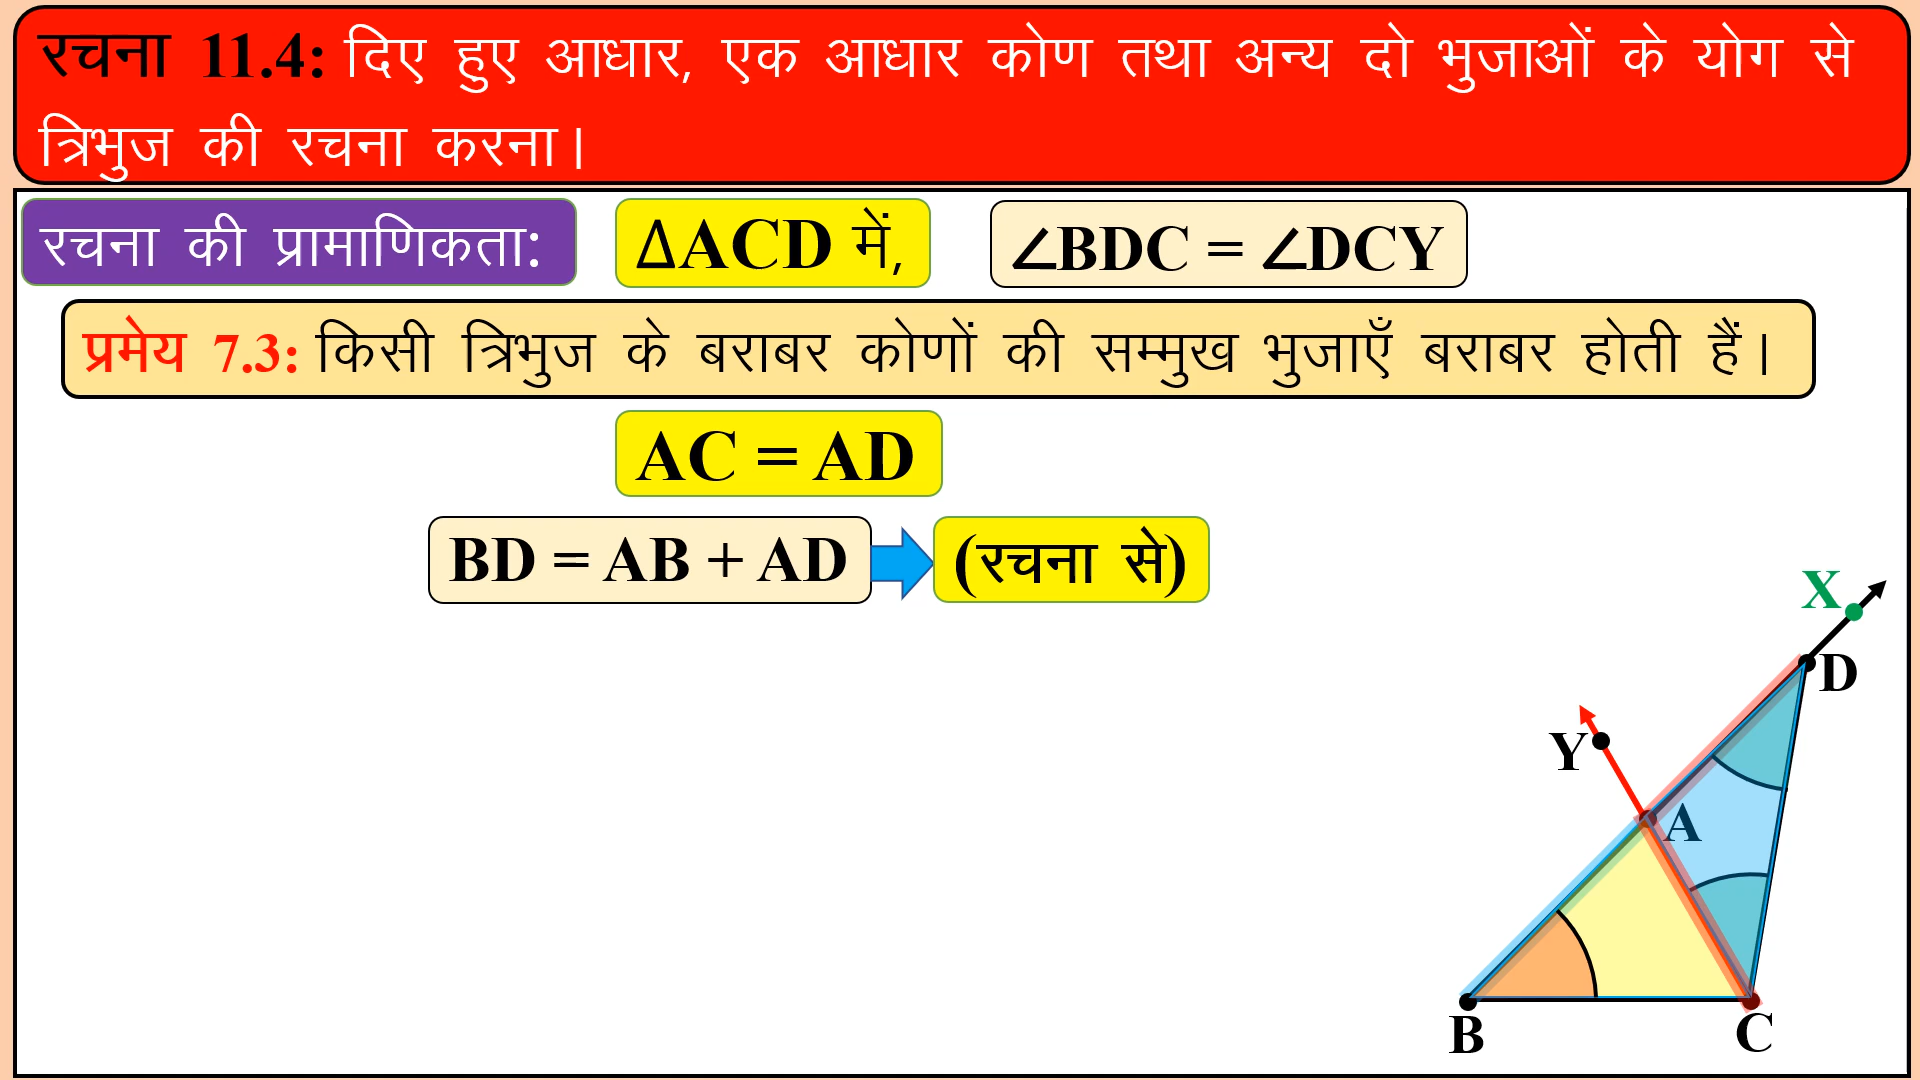 रचना 11.4: दिए हुए आधार, एक आधार कोण तथा अन्य दो भुजाओं के योग से
त्रिभुज की रचना करना।
रचना की प्रामाणिकता: ΔACD में, ∠BDC = ∠DCY
प्रमेय 7.3: किसी त्रिभुज के बराबर कोणों की सम्मुख भुजाएँ बराबर होती हैं।
AC = AD
BD = AB + AD (रचना से)
X
D
Y
A
B C